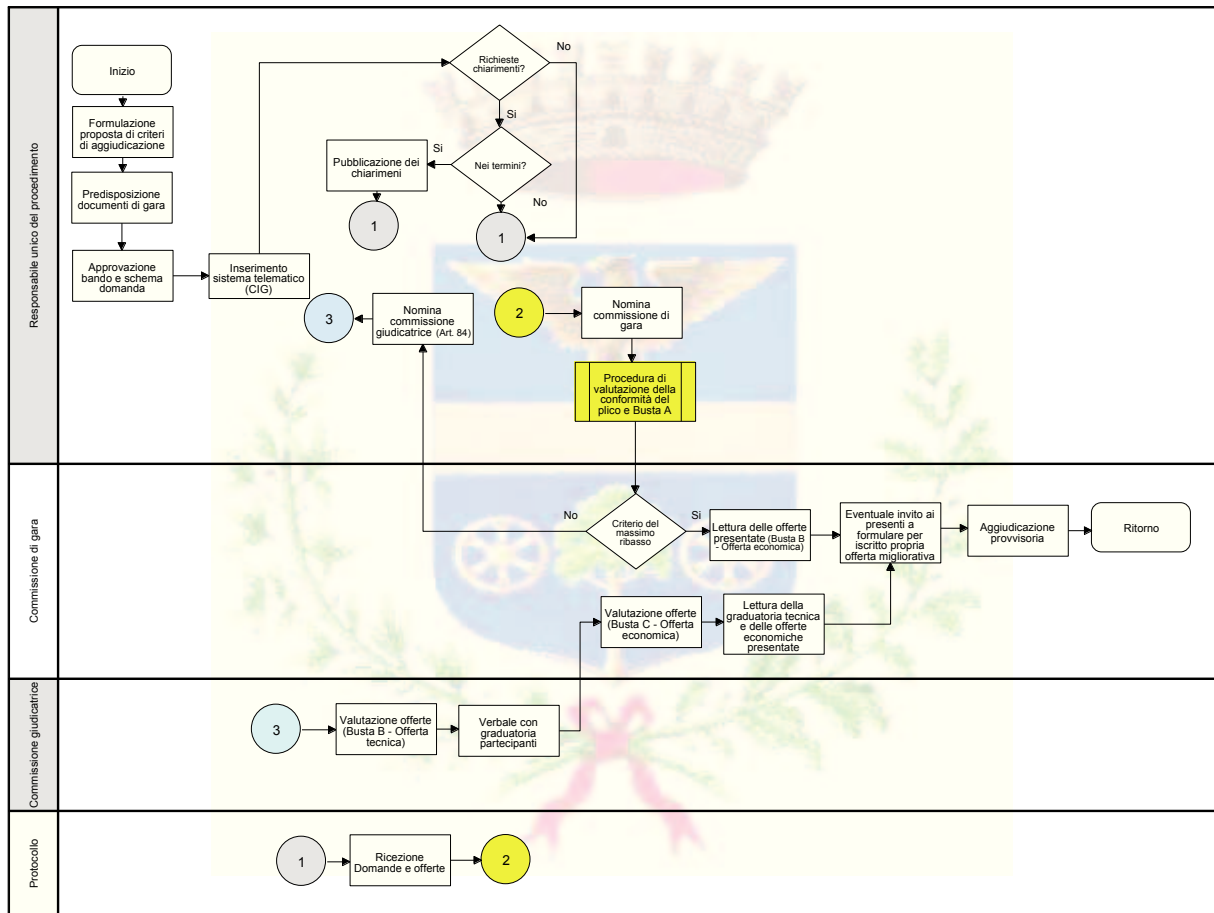 Responsabile unico del procedimento
Inizio
Formulazione
proposta di criteri
di aggiudicazione
Predisposizione
documenti di gara
Approvazione
bando e schema
domanda
Inserimento
sistema telematico
(CIG)
Richieste
chiarimenti?
No
Si
Nei termini?
Si
No
Pubblicazione dei
chiarimeni
1
1
3
Nomina
commissione
giudicatrice (Art. 84)
2
Nomina
commissione di
gara
Procedura di
valutazione della
conformità del
plico e Busta A
Commissione di gara
No
Criterio del
massimo
ribasso
Si
Lettura delle offerte
presentate (Busta B
- Offerta economica)
Eventuale invito ai
presenti a
formulare per
iscritto propria
offerta migliorativa
Aggiudicazione
provvisoria
Ritorno
Valutazione offerte
(Busta C - Offerta
economica)
Lettura della
graduatoria tecnica
e delle offerte
economiche
presentate
Commissione giudicatrice
3
Valutazione offerte
(Busta B - Offerta
tecnica)
Verbale con
graduatoria
partecipanti
Protocollo
1
Ricezione
Domande e offerte
2